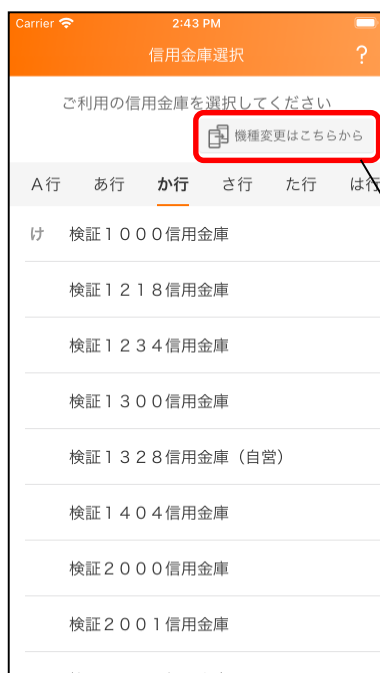 Carrier 2:43 PM
信用金庫選択 ?
ご利用の信用金庫を選択してください
機種変更はこちらから
A行 あ行 か行 さ行 た行 は行
け 検証１０００信用金庫
検証１２１８信用金庫
検証１２３４信用金庫
検証１３００信用金庫
検証１３２８信用金庫（自営）
検証１４０４信用金庫
検証２０００信用金庫
検証２００１信用金庫